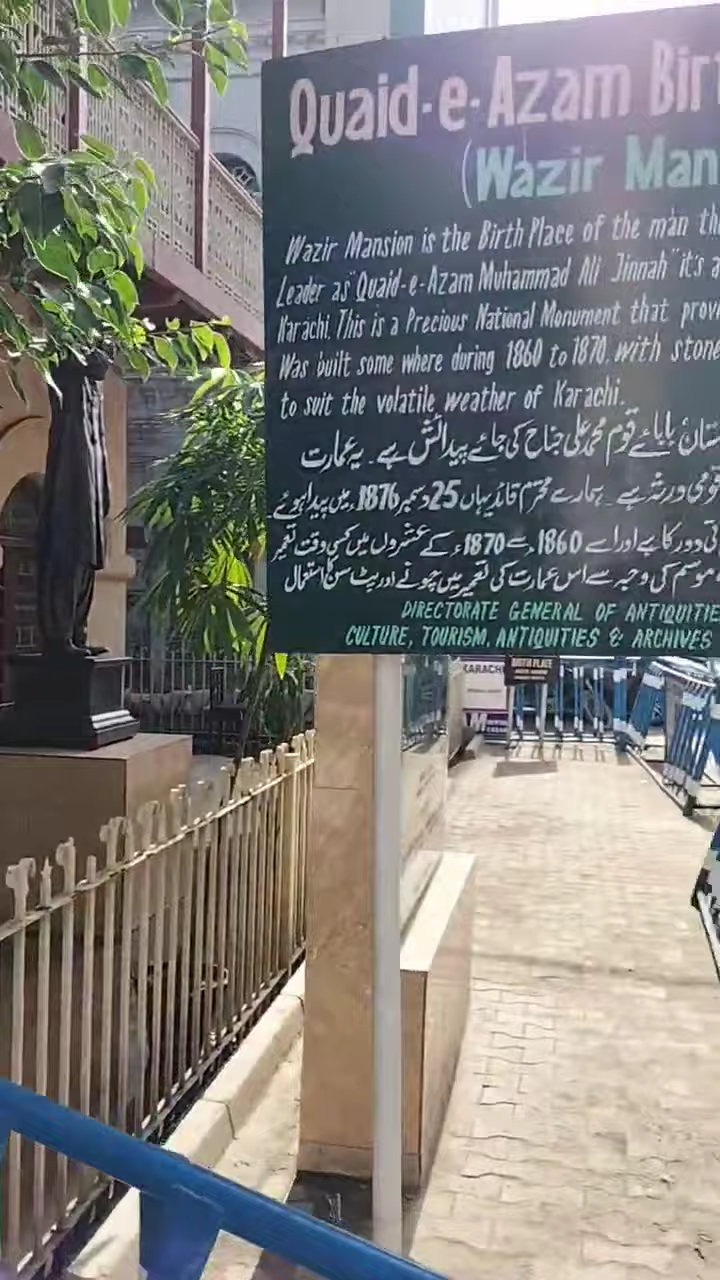 Quaid-e-Azam Birt
(Wazir Man
Wazir Mansion is the Birth Place of the man th
Leader as "Quaid-e-Azam Muhammad Ali Jinnah" it's a
Karachi. This is a Precious National Monument that prov
Was built some where during 1860 to 1870. with stone
to suit the volatile weather of Karachi.
بابائے قوم محمد علی جناح کی جائے پیدائش ہے۔ یہ عمارت
قومی ورثہ ہے۔ ہمارے محترم قائد یہاں 25 دسمبر 1876ء میں پیدا ہوئے
دور کا ہے اور اسے 1860 سے 1870ء کے عشروں میں کسی وقت تعمیر
موسم کی وجہ سے اس عمارت کی تعمیر میں چونے اور پٹ سن کا استعمال
DIRECTORATE GENERAL OF ANTIQUITIE
CULTURE, TOURISM, ANTIQUITIES & ARCHIVES
KARACHI
BIRTH PLACE